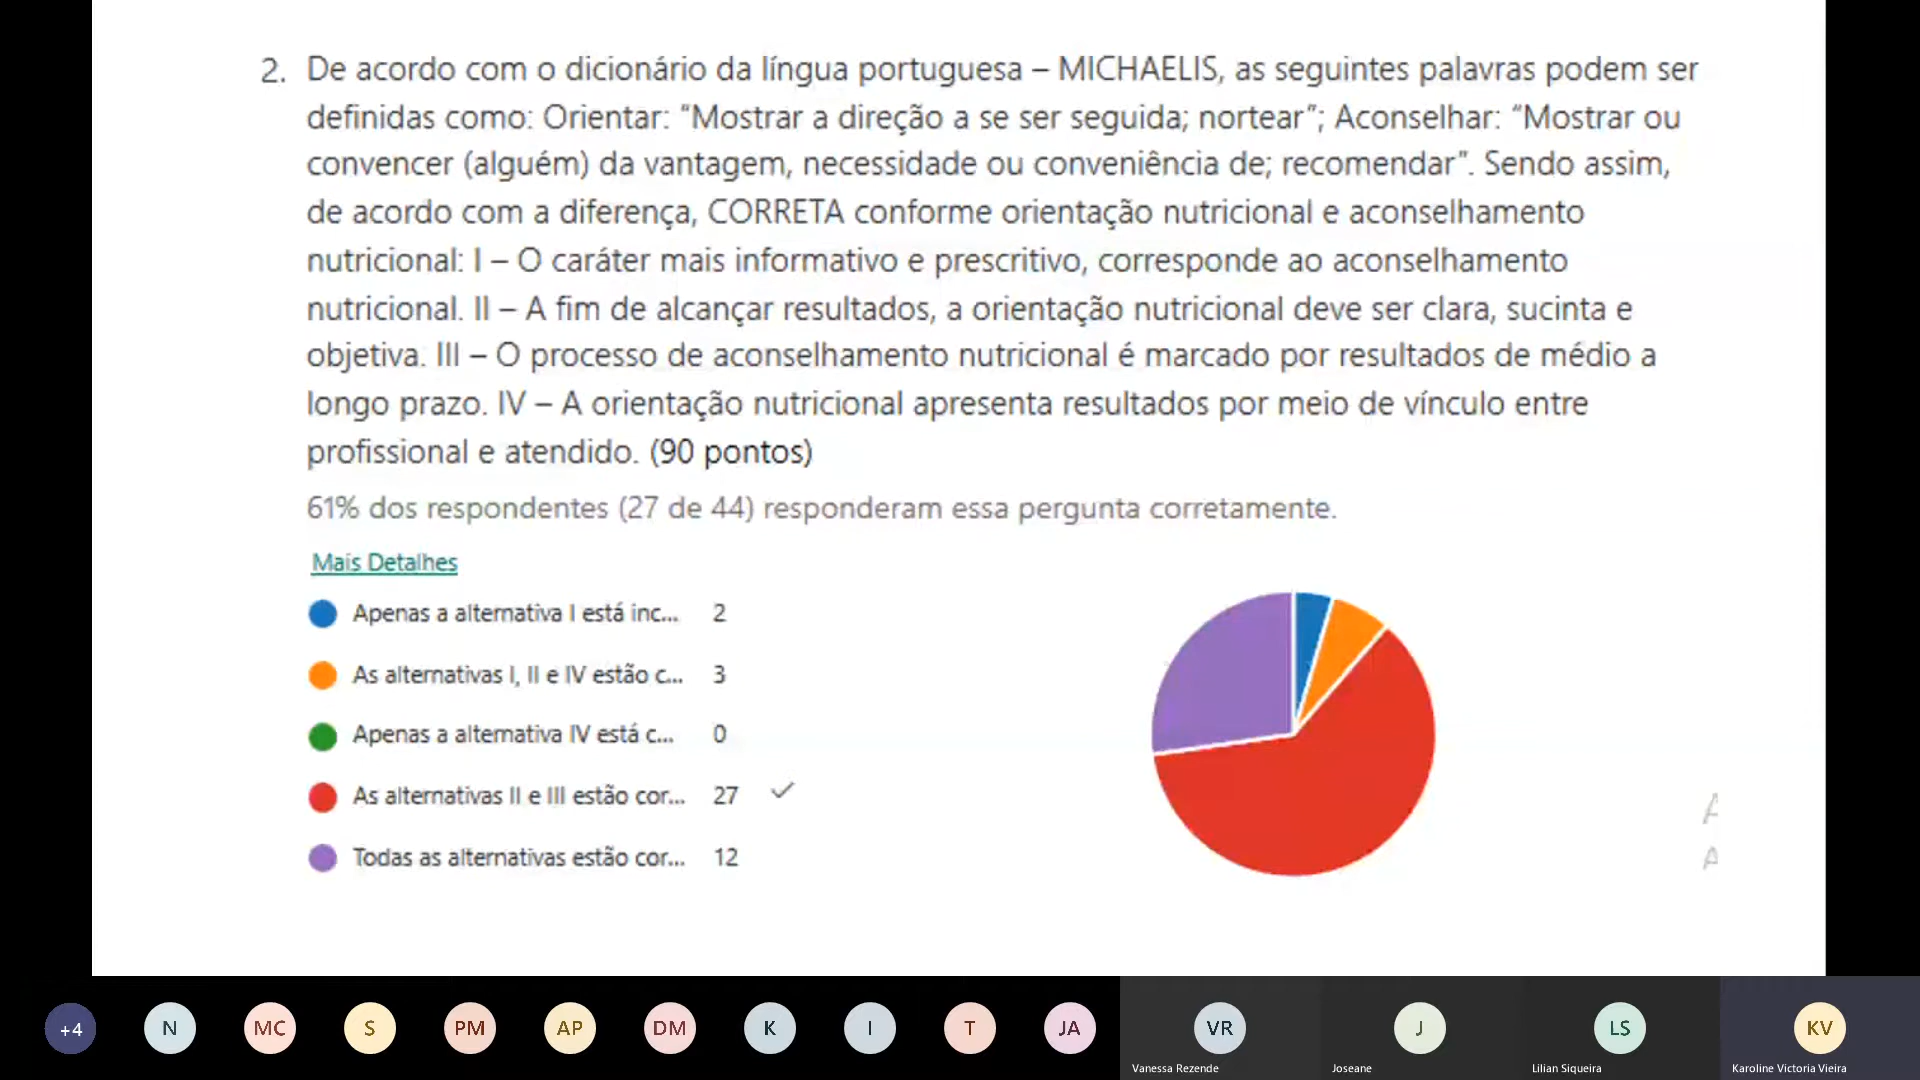 2. De acordo com o dicionário da língua portuguesa – MICHAELIS, as seguintes palavras podem ser
definidas como: Orientar: “Mostrar a direção a se ser seguida; nortear”; Aconselhar: “Mostrar ou
convencer (alguém) da vantagem, necessidade ou conveniência de; recomendar”. Sendo assim,
de acordo com a diferença, CORRETA conforme orientação nutricional e aconselhamento
nutricional: I – O caráter mais informativo e prescritivo, corresponde ao aconselhamento
nutricional. II – A fim de alcançar resultados, a orientação nutricional deve ser clara, sucinta e
objetiva. III – O processo de aconselhamento nutricional é marcado por resultados de médio a
longo prazo. IV – A orientação nutricional apresenta resultados por meio de vínculo entre
profissional e atendido. (90 pontos)
61% dos respondentes (27 de 44) responderam essa pergunta corretamente.
Mais Detalhes
Apenas a alternativa I está inc... 2
As alternativas I, II e IV estão c... 3
Apenas a alternativa IV está c... 0
As alternativas II e III estão cor... 27
Todas as alternativas estão cor... 12
A
A
+4 N MC S PM AP DM K I T JA VR J LS KV
Vanessa Rezende Joseane Lilian Siqueira Karoline Victoria Vieira